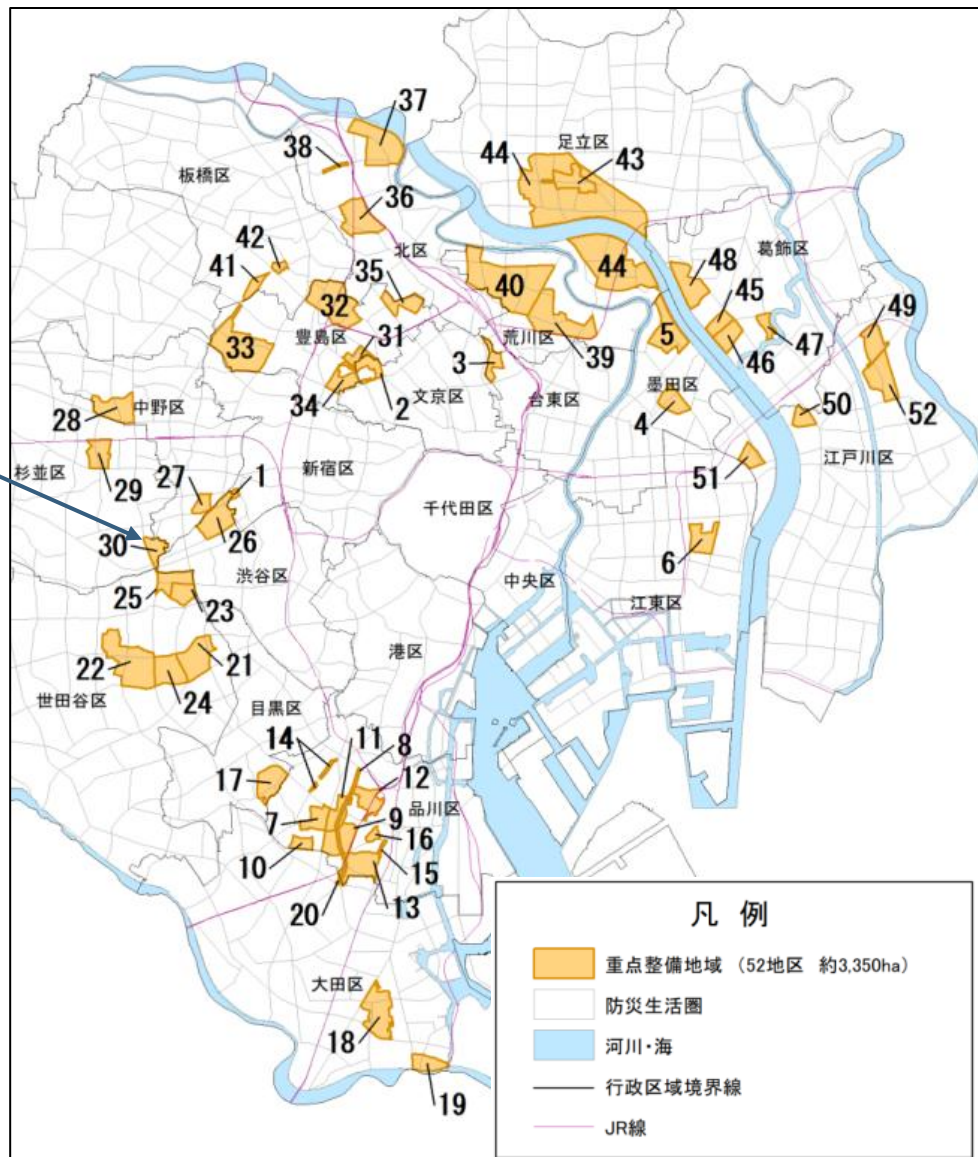 37
足立区
44
43
38
板橋区
36
42
北区
葛飾区
41
35
48
40
44
45
49
32
31
豊島区
荒川区
33
3
5
47
39
46
34
2
文京区
台東区
墨田区
28
中野区
4
50
52
杉並区
新宿区
江戸川区
29
27
1
51
千代田区
30
26
6
渋谷区
中央区
25
23
江東区
22
21
港区
世田谷区
24
目黒区
14
11
8
17
12
品川区
7
9
16
10
15
20
13
大田区
18
19
凡 例
重点整備地域 （52地区 約3,350ha）
防災生活圏
河川・海
行政区域境界線
JR線